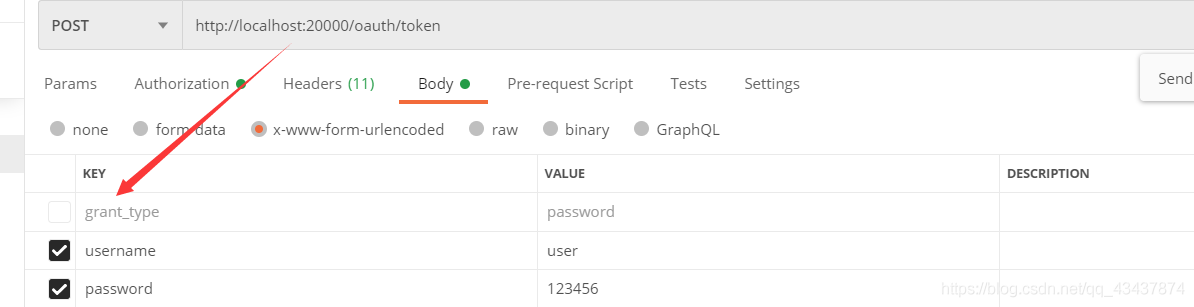 POST http://localhost:20000/oauth/token
Send
Params Authorization Headers (11) Body Pre-request Script Tests Settings
none form-data x-www-form-urlencoded raw binary GraphQL
KEY VALUE DESCRIPTION
grant_type password
username user
password 123456
https://blog.csdn.net/qq_43437874